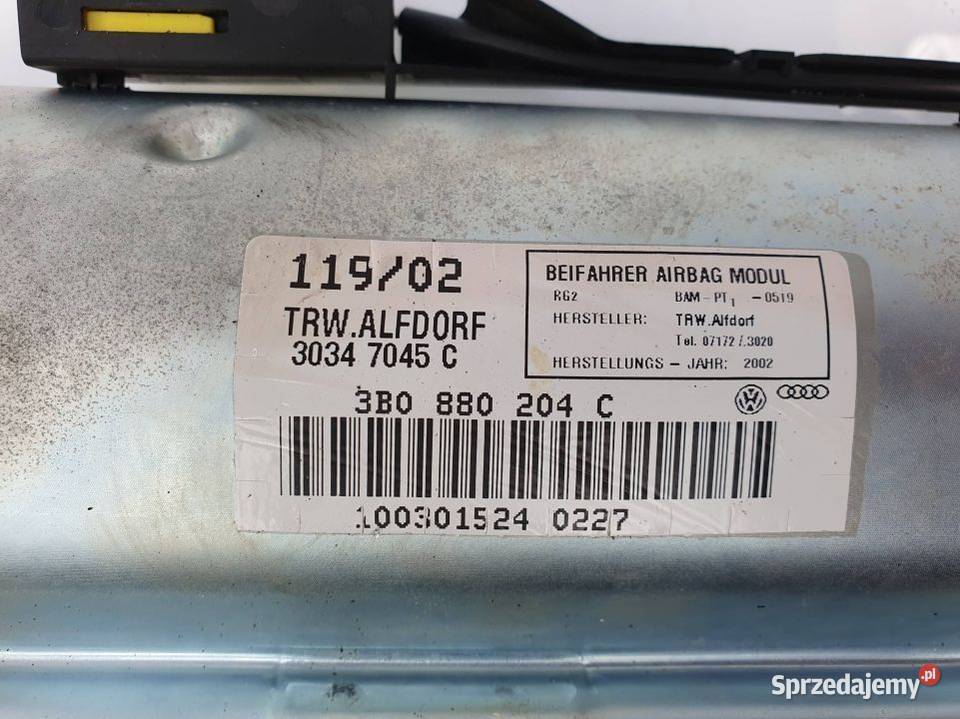 119/02
TRW.ALFDORF
3034 7045 C
BEIFAHRER AIRBAG MODUL
RG2 BAM-PT1 -0519
HERSTELLER: TRW.Alfdorf
Tel. 07172/.3020
HERSTELLUNGS - JAHR: 2002
3B0 880 204 C
100301524 0227
Sprzedajemy.pl